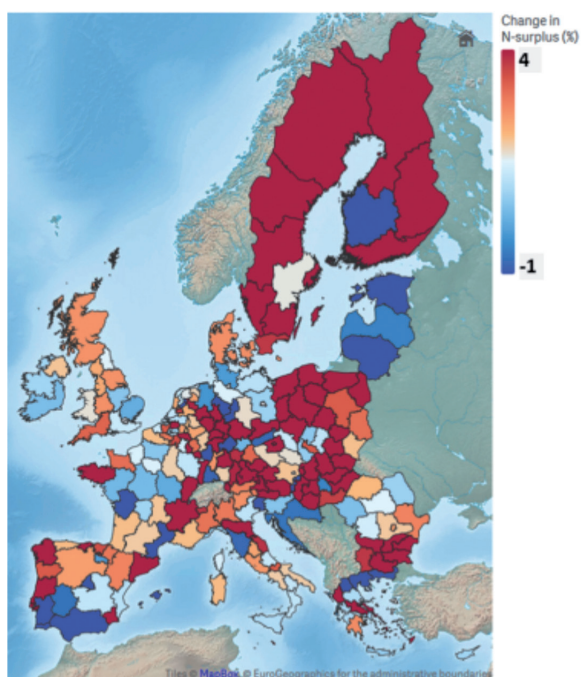 Change in
N-surplus (%)
4
-1
Tiles © MapBox, © EuroGeographics for the administrative boundaries